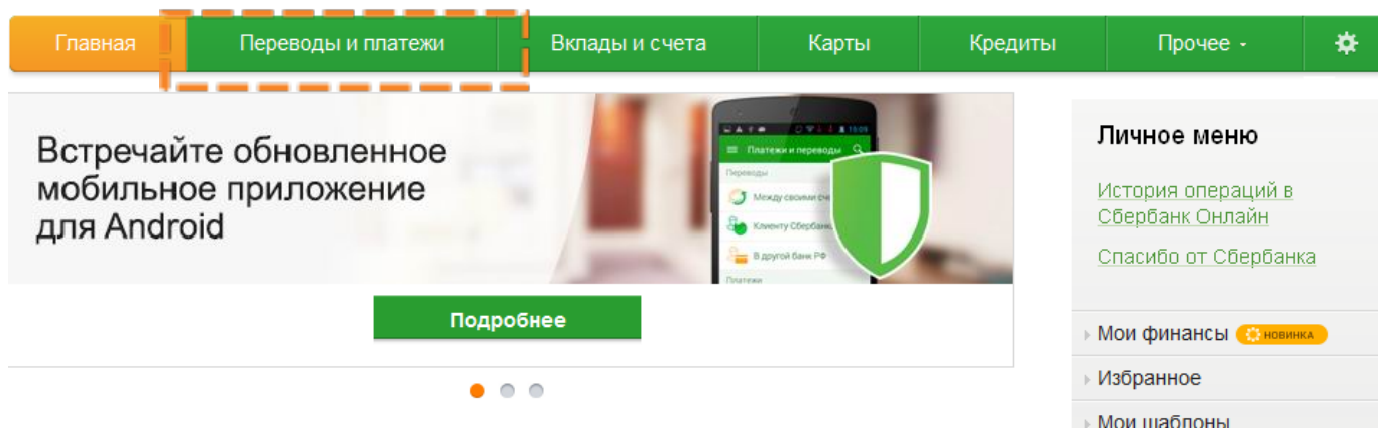 Главная
Переводы и платежи
Вклады и счета
Карты
Кредиты
Прочее
Встречайте обновленное
мобильное приложение
для Android
Платежи и переводы
Переводы
Между своими
Клиенту Сбербанк
В другой банк РФ
Платежи
Подробнее
Личное меню
История операций в
Сбербанк Онлайн
Спасибо от Сбербанка
Мои финансы НОВИНКА
Избранное
Мои шаблоны